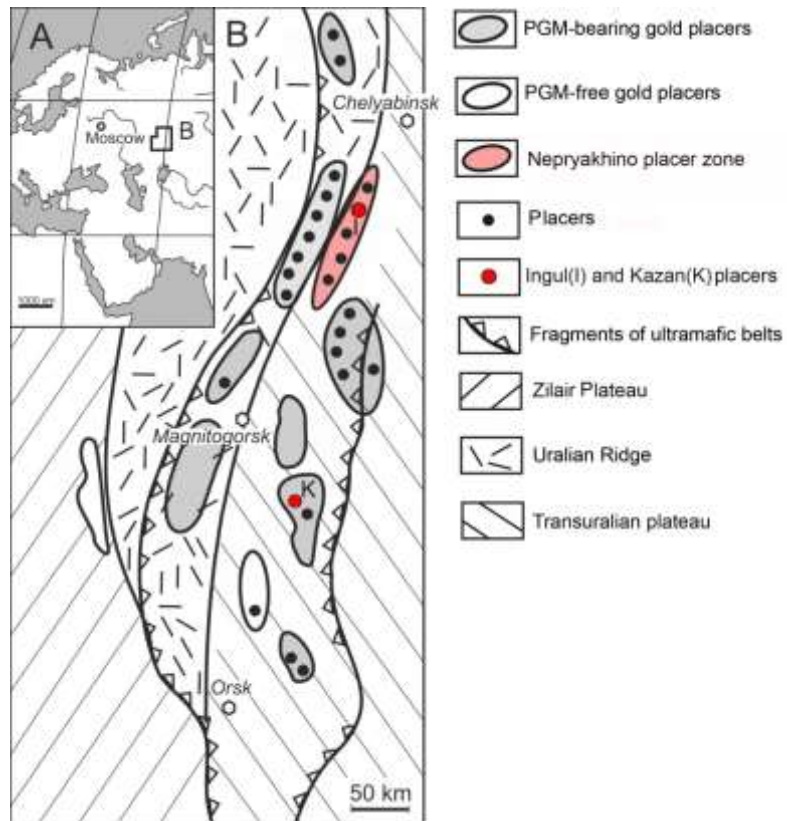 A
B
Moscow
B
1000 km
Chelyabinsk
I
Magnitogorsk
K
Orsk
50 km
PGM-bearing gold placers
PGM-free gold placers
Nepryakhino placer zone
Placers
Ingul(I) and Kazan(K) placers
Fragments of ultramafic belts
Zilair Plateau
Uralian Ridge
Transuralian plateau